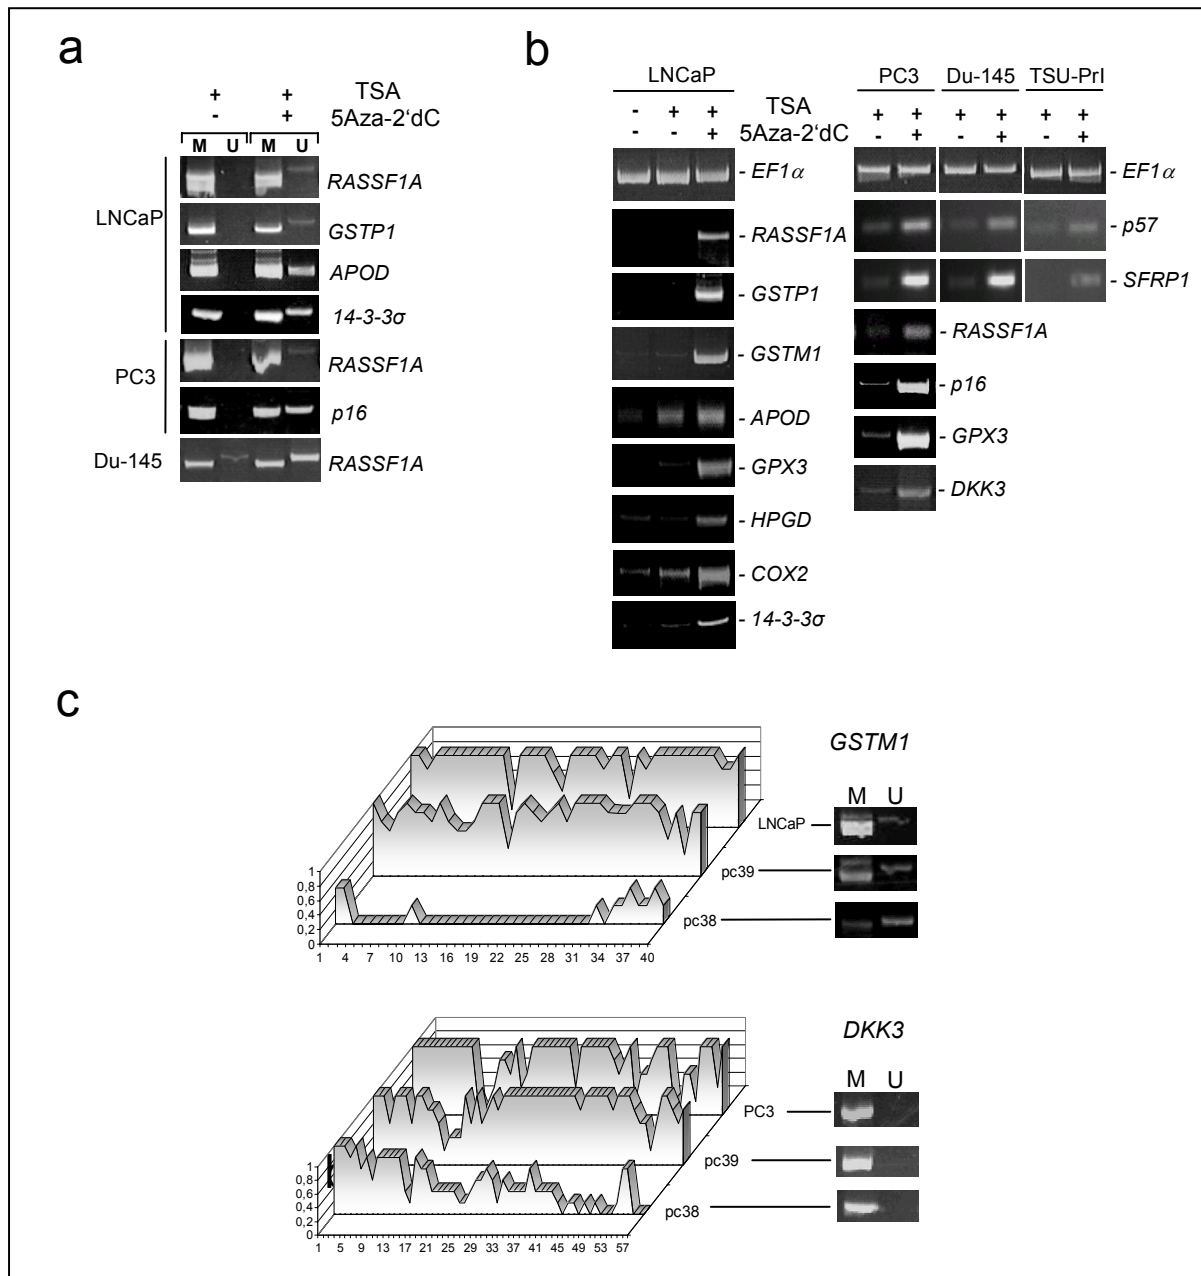 a
+ + TSA
- + 5Aza-2'dC
M U M U
LNCaP
RASSF1A
GSTP1
APOD
14-3-3σ
PC3
RASSF1A
p16
Du-145
RASSF1A
b
LNCaP
- + + TSA
- - + 5Aza-2'dC
- EF1α
- RASSF1A
- GSTP1
- GSTM1
- APOD
- GPX3
- HPGD
- COX2
- 14-3-3σ
PC3 Du-145 TSU-PrI
+ + + + + +
- + - + - +
- EF1α
- p57
- SFRP1
- RASSF1A
- p16
- GPX3
- DKK3
c
GSTM1
M U
LNCaP
pc39
pc38
1
0,8
0,6
0,4
0,2
0
1 4 7 10 13 16 19 22 25 28 31 34 37 40
DKK3
M U
PC3
pc39
pc38
1
0,8
0,6
0,4
0,2
0
1 5 9 13 17 21 25 29 33 37 41 45 49 53 57